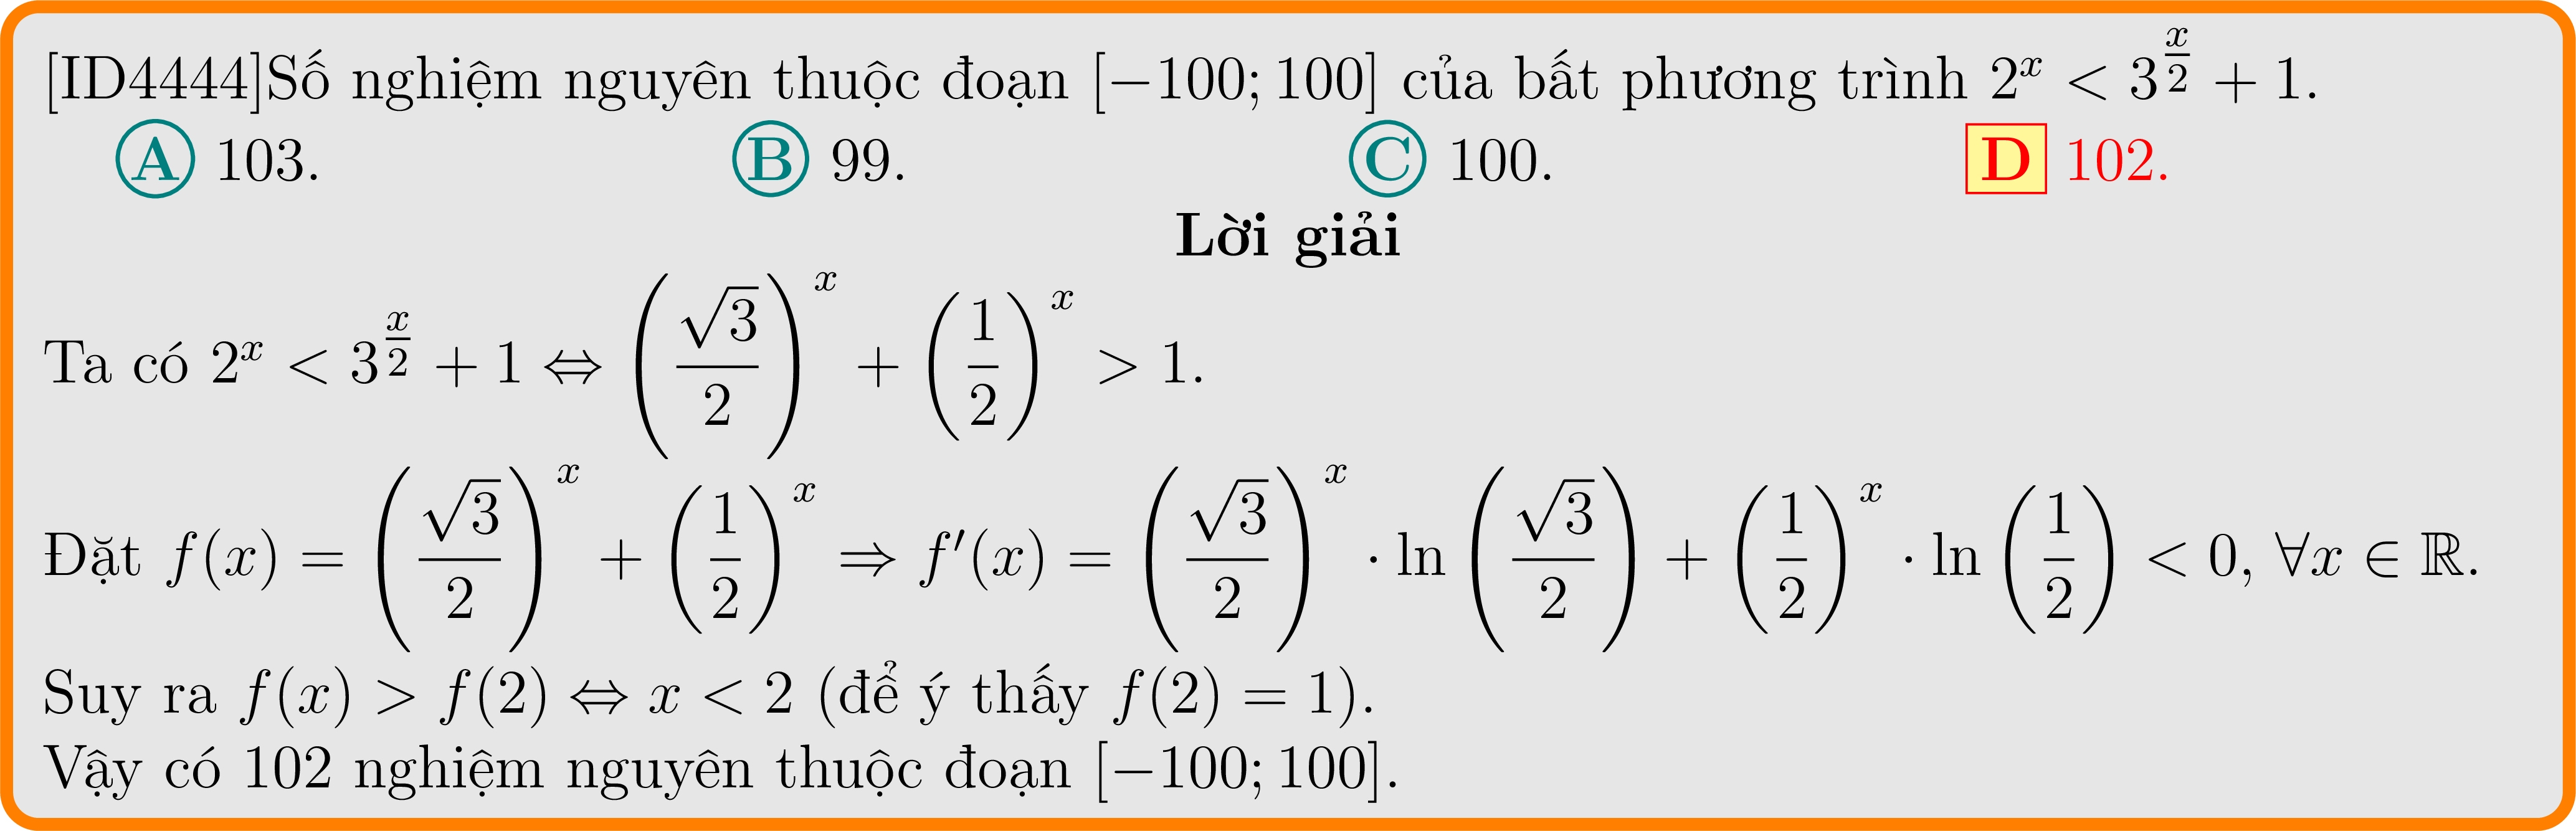 [ID4444]Số nghiệm nguyên thuộc đoạn [−100; 100] của bất phương trình $2^x < 3^{\frac{x}{2}} + 1$.
A 103. B 99. C 100. D 102.
Lời giải
Ta có $2^x < 3^{\frac{x}{2}} + 1 \Leftrightarrow \left(\frac{\sqrt{3}}{2}\right)^x + \left(\frac{1}{2}\right)^x > 1$.
Đặt $f(x) = \left(\frac{\sqrt{3}}{2}\right)^x + \left(\frac{1}{2}\right)^x \Rightarrow f'(x) = \left(\frac{\sqrt{3}}{2}\right)^x \cdot \ln\left(\frac{\sqrt{3}}{2}\right) + \left(\frac{1}{2}\right)^x \cdot \ln\left(\frac{1}{2}\right) < 0, \forall x \in \mathbb{R}$.
Suy ra $f(x) > f(2) \Leftrightarrow x < 2$ (để ý thấy $f(2) = 1$).
Vậy có 102 nghiệm nguyên thuộc đoạn [−100; 100].